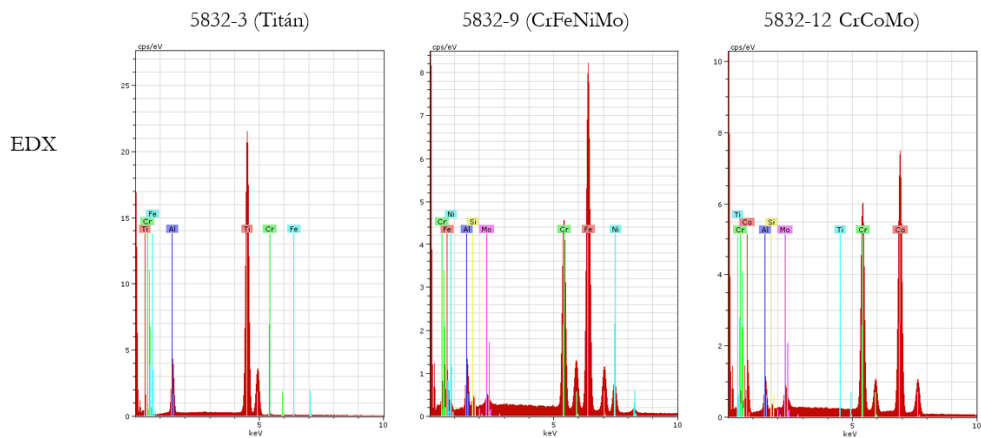 5832-3 (Titán)
5832-9 (CrFeNiMo)
5832-12 CrCoMo)
EDX
cps/eV
25
20
15
10
5
0
Fe
Cr
Ti
Al
Ti
Cr
Fe
5
10
keV
cps/eV
8
7
6
5
4
3
2
1
0
Ni
Cr
Si
Fe
Al
Mo
Cr
Fe
Ni
0
5
10
keV
cps/eV
10
8
6
4
2
0
Ti
Co
Si
Cr
Al
Mo
Ti
Cr
Co
5
10
keV